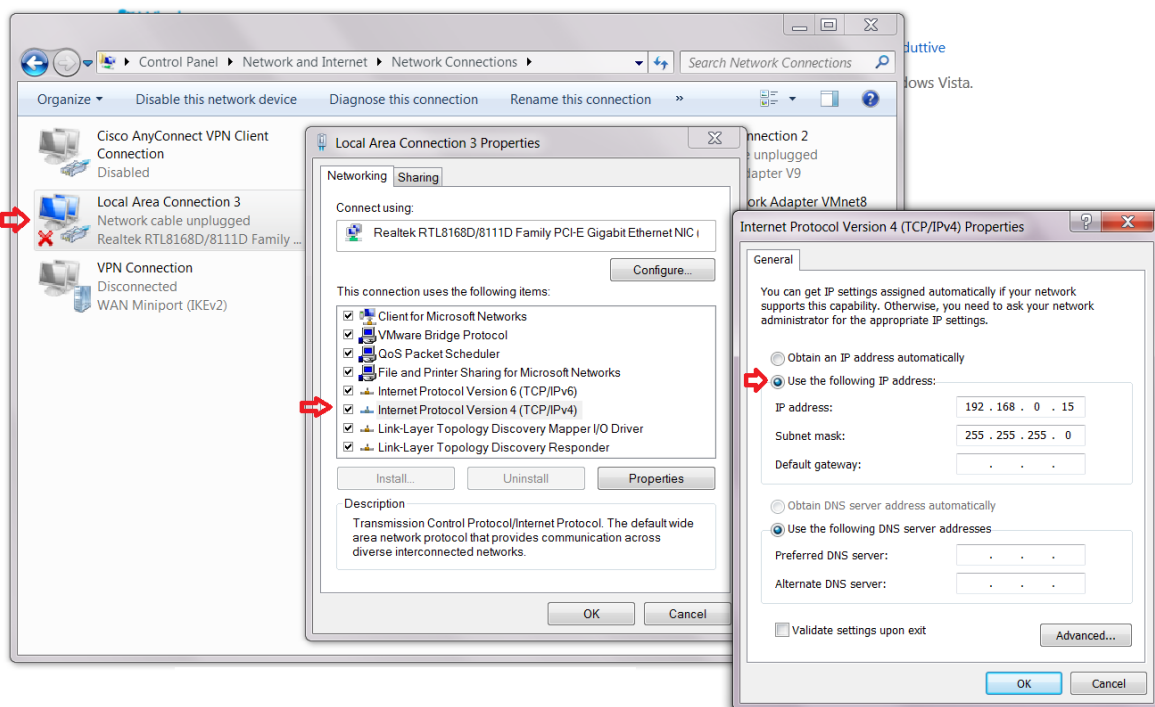 duttive
dows Vista.
Control Panel Network and Internet Network Connections
Search Network Connections
Organize Disable this network device Diagnose this connection Rename this connection »
Cisco AnyConnect VPN Client
Connection
Disabled
Local Area Connection 3
Network cable unplugged
Realtek RTL8168D/8111D Family ...
VPN Connection
Disconnected
WAN Miniport (IKEv2)
nnection 2
unplugged
dapter V9
ork Adapter VMnet8
Local Area Connection 3 Properties
Networking Sharing
Connect using:
Realtek RTL8168D/8111D Family PCI-E Gigabit Ethernet NIC (
Configure...
This connection uses the following items:
Client for Microsoft Networks
VMware Bridge Protocol
QoS Packet Scheduler
File and Printer Sharing for Microsoft Networks
Internet Protocol Version 6 (TCP/IPv6)
Internet Protocol Version 4 (TCP/IPv4)
Link-Layer Topology Discovery Mapper I/O Driver
Link-Layer Topology Discovery Responder
Install... Uninstall Properties
Description
Transmission Control Protocol/Internet Protocol. The default wide
area network protocol that provides communication across
diverse interconnected networks.
OK Cancel
Internet Protocol Version 4 (TCP/IPv4) Properties
General
You can get IP settings assigned automatically if your network
supports this capability. Otherwise, you need to ask your network
administrator for the appropriate IP settings.
Obtain an IP address automatically
Use the following IP address:
IP address: 192 . 168 . 0 . 15
Subnet mask: 255 . 255 . 255 . 0
Default gateway: . . .
Obtain DNS server address automatically
Use the following DNS server addresses
Preferred DNS server: . . .
Alternate DNS server: . . .
Validate settings upon exit
Advanced...
OK Cancel